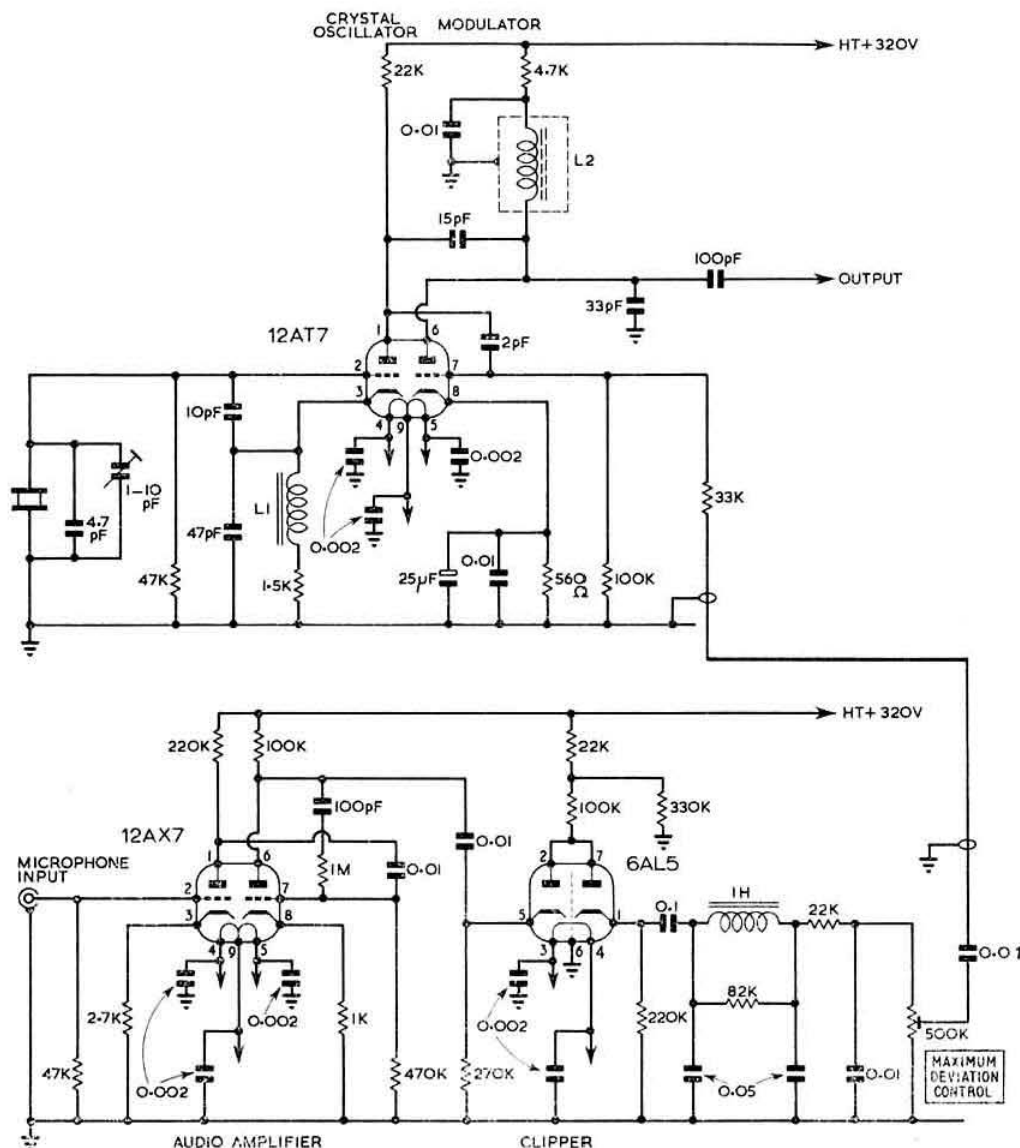 CRYSTAL OSCILLATOR
MODULATOR
HT+320V
22K
4.7K
0.01
L2
15pF
100pF
OUTPUT
33pF
12AT7
1
6
2pF
2
7
3
8
4
9
5
10pF
0.002
1-10 pF
4.7 pF
L1
0.002
33K
47pF
47K
1.5K
25µF
0.01
560 Ω
100K
HT+320V
220K
100K
22K
100pF
100K
330K
12AX7
0.01
0.01
6AL5
MICROPHONE INPUT
1
6
1M
2
7
2
7
3
8
5
1
0.1
1H
22K
4
9
5
3
6
4
0.01
82K
2.7K
0.002
1K
0.002
220K
500K
47K
0.002
470K
270K
0.05
0.01
MAXIMUM DEVIATION CONTROL
AUDIO AMPLIFIER
CLIPPER